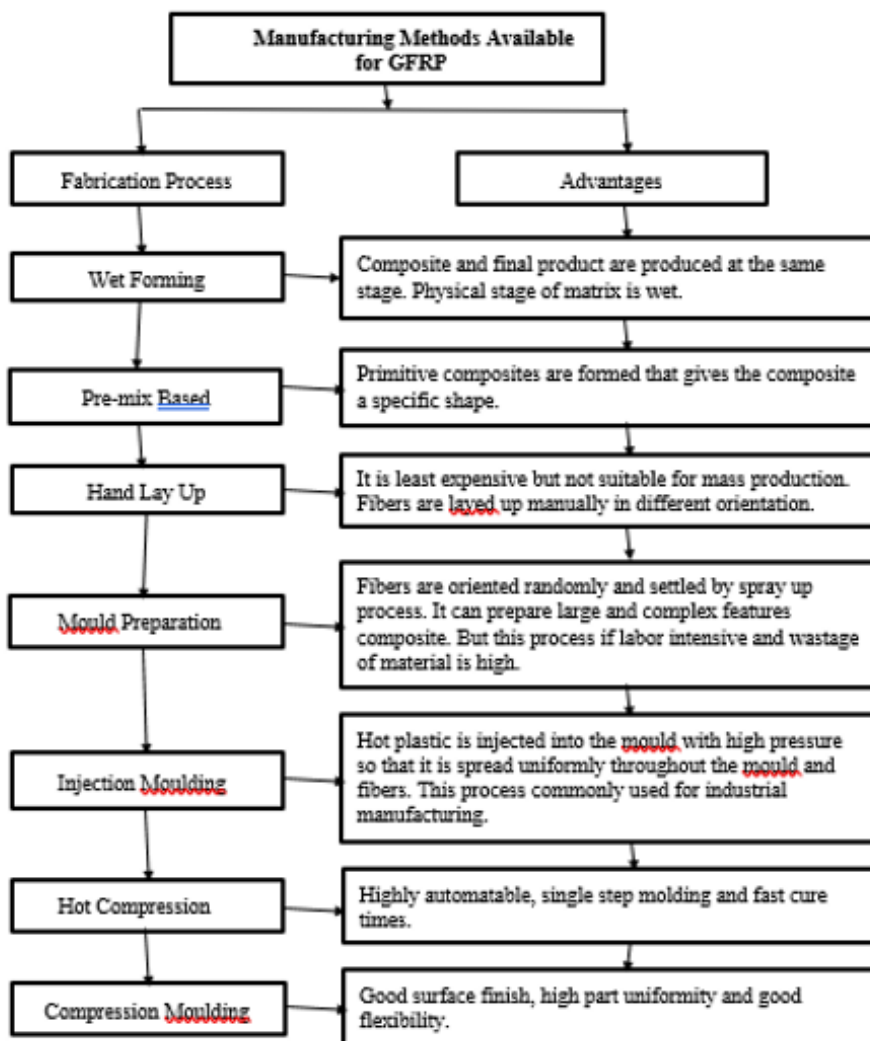 Manufacturing Methods Available
for GFRP
Fabrication Process
Advantages
Wet Forming
Composite and final product are produced at the same
stage. Physical stage of matrix is wet.
Pre-mix Based
Primitive composites are formed that gives the composite
a specific shape.
Hand Lay Up
It is least expensive but not suitable for mass production.
Fibers are layed up manually in different orientation.
Mould Preparation
Fibers are oriented randomly and settled by spray up
process. It can prepare large and complex features
composite. But this process if labor intensive and wastage
of material is high.
Injection Moulding
Hot plastic is injected into the mould with high pressure
so that it is spread uniformly throughout the mould and
fibers. This process commonly used for industrial
manufacturing.
Hot Compression
Highly automatable, single step molding and fast cure
times.
Compression Moulding
Good surface finish, high part uniformity and good
flexibility.